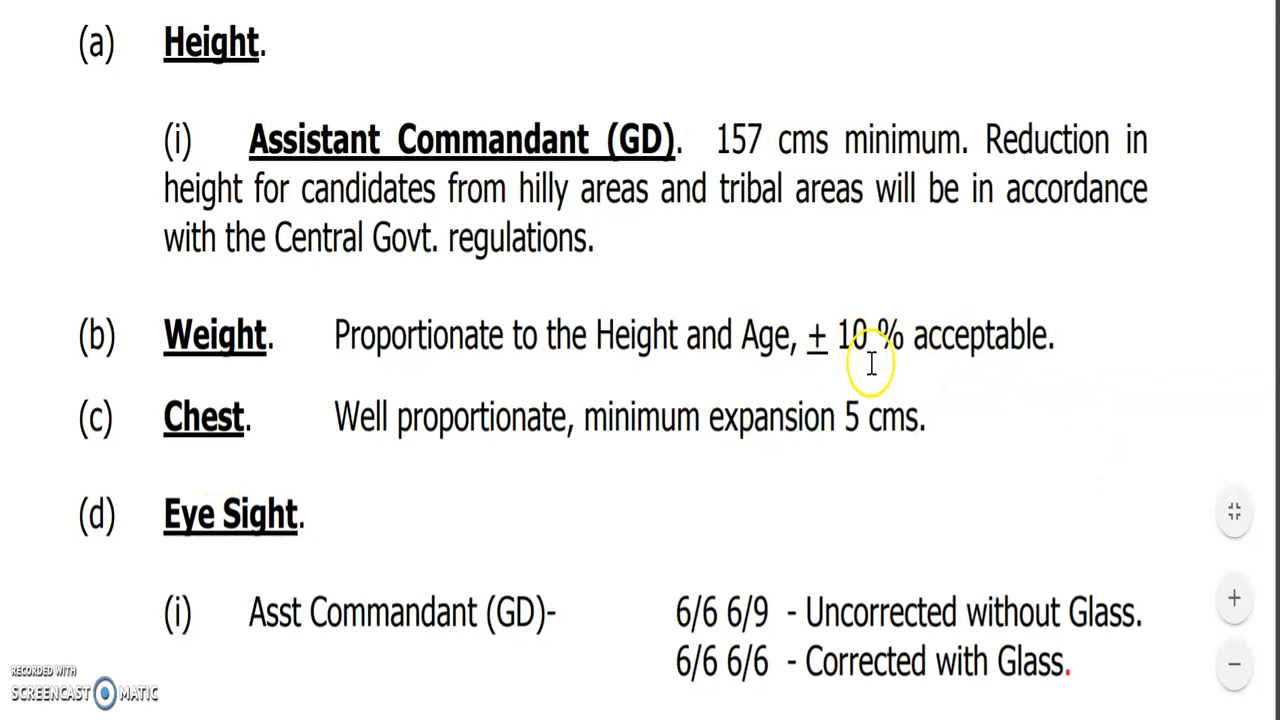 (a) Height.
(i) Assistant Commandant (GD). 157 cms minimum. Reduction in
height for candidates from hilly areas and tribal areas will be in accordance
with the Central Govt. regulations.
(b) Weight. Proportionate to the Height and Age, ± 10 % acceptable.
(c) Chest. Well proportionate, minimum expansion 5 cms.
(d) Eye Sight.
(i) Asst Commandant (GD)- 6/6 6/9 - Uncorrected without Glass.
6/6 6/6 - Corrected with Glass.
RECORDED WITH
SCREENCAST MATIC